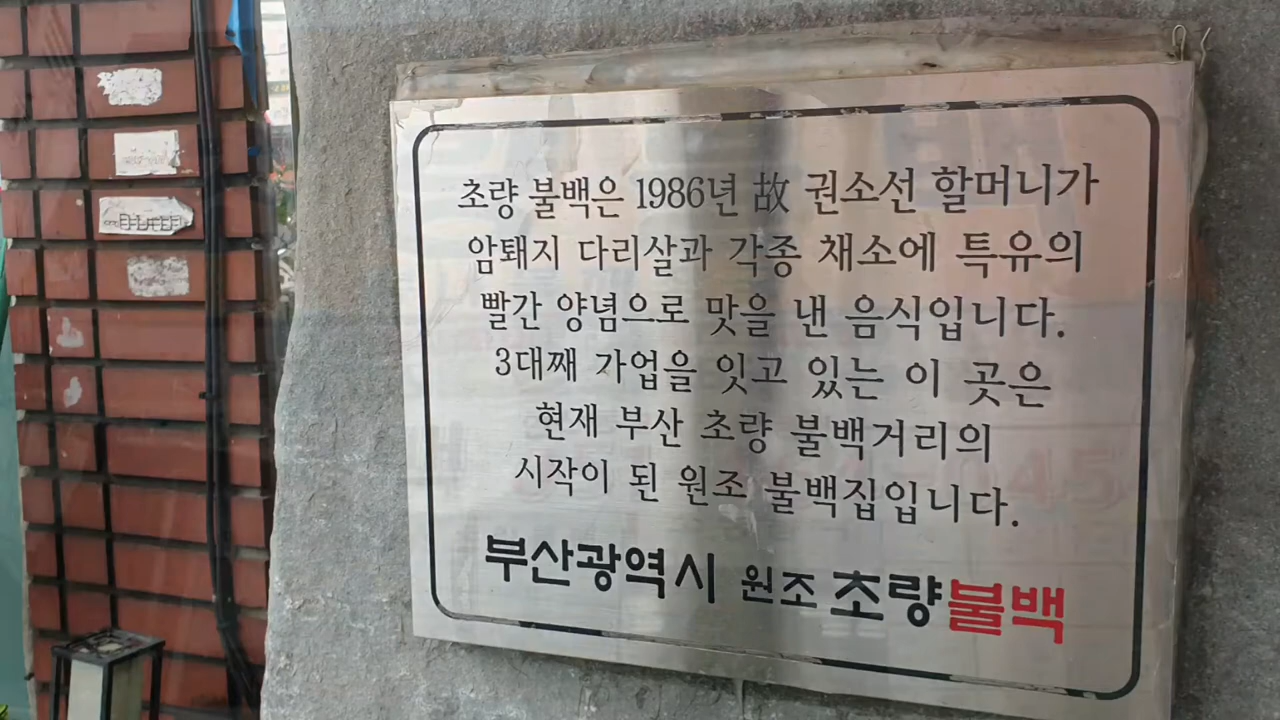 초량 불백은 1986년 故 권소선 할머니가
암퇘지 다리살과 각종 채소에 특유의
빨간 양념으로 맛을 낸 음식입니다.
3대째 가업을 잇고 있는 이 곳은
현재 부산 초량 불백거리의
시작이 된 원조 불백집입니다.
부산광역시 원조 초량불백